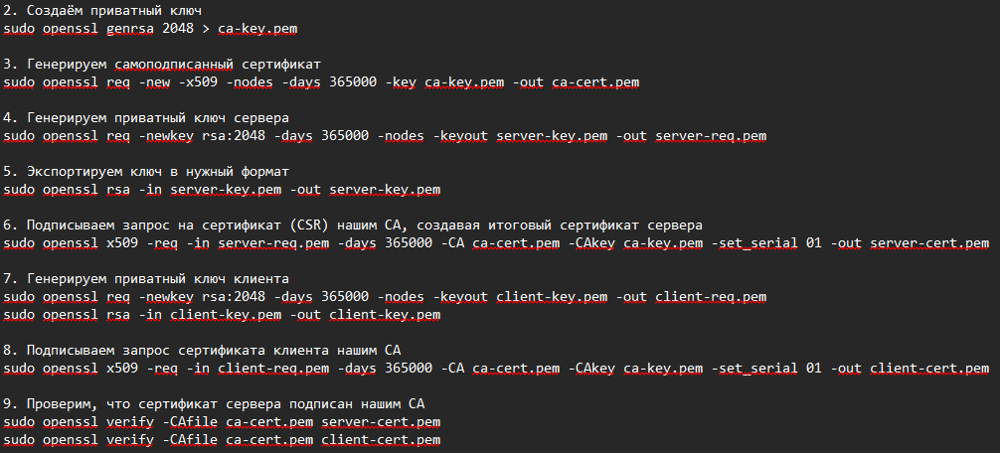 2. Создаём приватный ключ
sudo openssl genrsa 2048 > ca-key.pem
3. Генерируем самоподписанный сертификат
sudo openssl req -new -x509 -nodes -days 365000 -key ca-key.pem -out ca-cert.pem
4. Генерируем приватный ключ сервера
sudo openssl req -newkey rsa:2048 -days 365000 -nodes -keyout server-key.pem -out server-req.pem
5. Экспортируем ключ в нужный формат
sudo openssl rsa -in server-key.pem -out server-key.pem
6. Подписываем запрос на сертификат (CSR) нашим CA, создавая итоговый сертификат сервера
sudo openssl x509 -req -in server-req.pem -days 365000 -CA ca-cert.pem -CAkey ca-key.pem -set_serial 01 -out server-cert.pem
7. Генерируем приватный ключ клиента
sudo openssl req -newkey rsa:2048 -days 365000 -nodes -keyout client-key.pem -out client-req.pem
sudo openssl rsa -in client-key.pem -out client-key.pem
8. Подписываем запрос сертификата клиента нашим CA
sudo openssl x509 -req -in client-req.pem -days 365000 -CA ca-cert.pem -CAkey ca-key.pem -set_serial 01 -out client-cert.pem
9. Проверим, что сертификат сервера подписан нашим CA
sudo openssl verify -CAfile ca-cert.pem server-cert.pem
sudo openssl verify -CAfile ca-cert.pem client-cert.pem